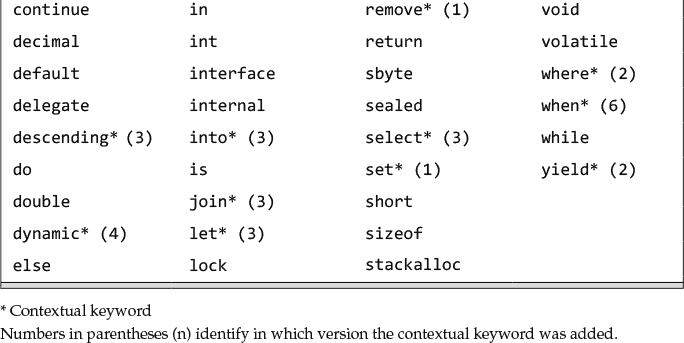 continue in remove* (1) void
decimal int return volatile
default interface sbyte where* (2)
delegate internal sealed when* (6)
descending* (3) into* (3) select* (3) while
do is set* (1) yield* (2)
double join* (3) short
dynamic* (4) let* (3) sizeof
else lock stackalloc
* Contextual keyword
Numbers in parentheses (n) identify in which version the contextual keyword was added.